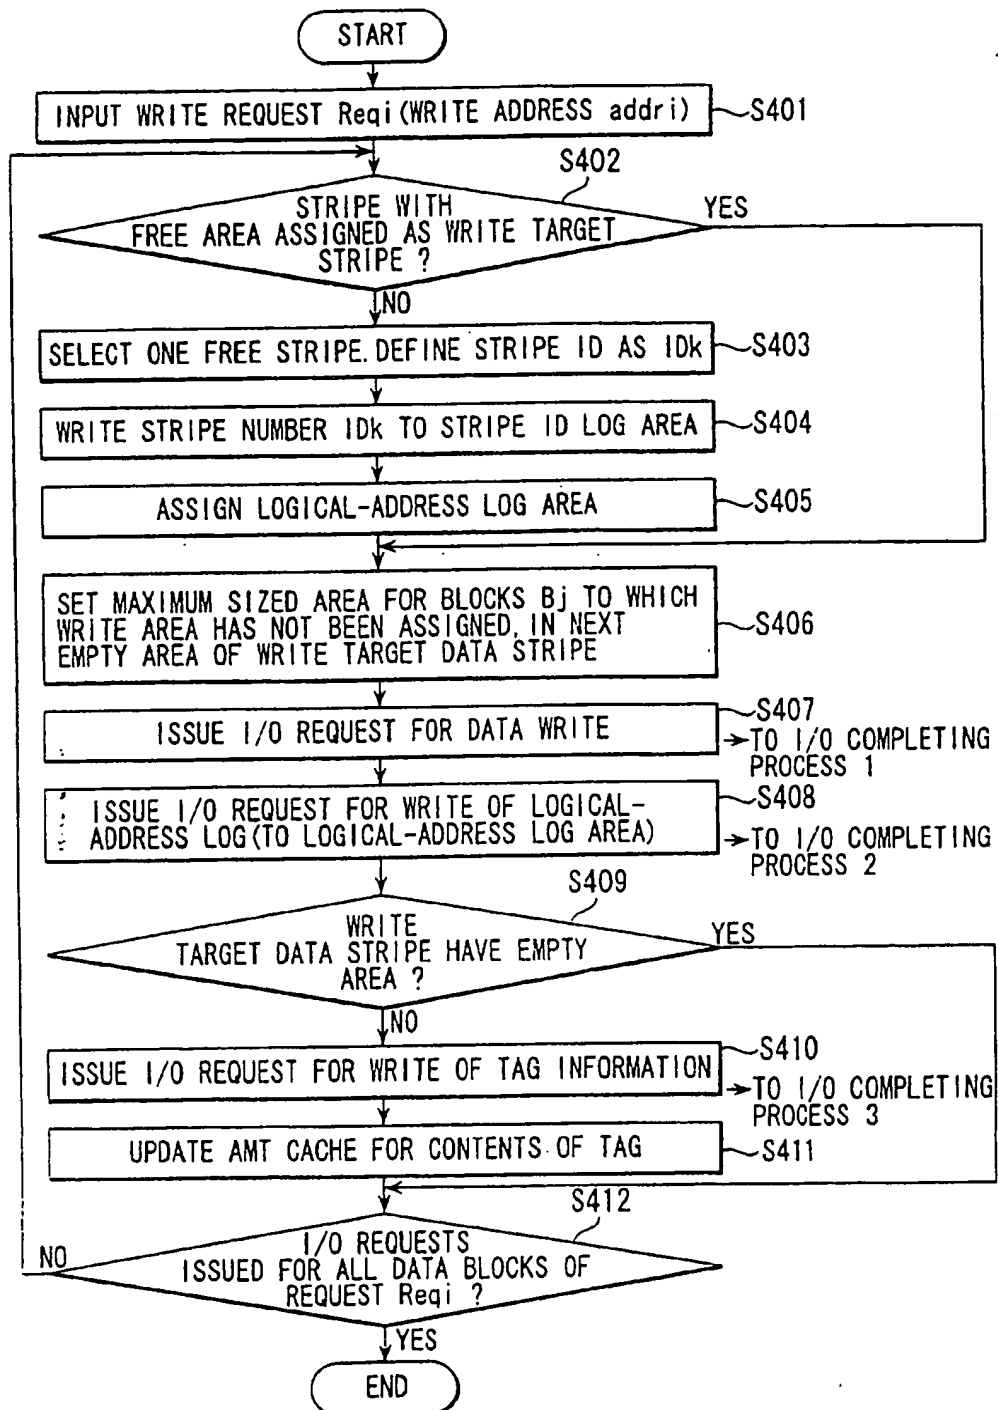 START
INPUT WRITE REQUEST Reqi(WRITE ADDRESS addri)
S401
S402
STRIPE WITH
FREE AREA ASSIGNED AS WRITE TARGET
STRIPE ?
YES
NO
SELECT ONE FREE STRIPE. DEFINE STRIPE ID AS IDk
S403
WRITE STRIPE NUMBER IDk TO STRIPE ID LOG AREA
S404
ASSIGN LOGICAL-ADDRESS LOG AREA
S405
SET MAXIMUM SIZED AREA FOR BLOCKS Bj TO WHICH
WRITE AREA HAS NOT BEEN ASSIGNED, IN NEXT
EMPTY AREA OF WRITE TARGET DATA STRIPE
S406
ISSUE I/O REQUEST FOR DATA WRITE
S407
TO I/O COMPLETING
PROCESS 1
ISSUE I/O REQUEST FOR WRITE OF LOGICAL-
ADDRESS LOG(TO LOGICAL-ADDRESS LOG AREA)
S408
TO I/O COMPLETING
PROCESS 2
S409
WRITE
TARGET DATA STRIPE HAVE EMPTY
AREA ?
YES
NO
ISSUE I/O REQUEST FOR WRITE OF TAG INFORMATION
S410
TO I/O COMPLETING
PROCESS 3
UPDATE AMT CACHE FOR CONTENTS OF TAG
S411
S412
I/O REQUESTS
ISSUED FOR ALL DATA BLOCKS OF
REQUEST Reqi ?
NO
YES
END